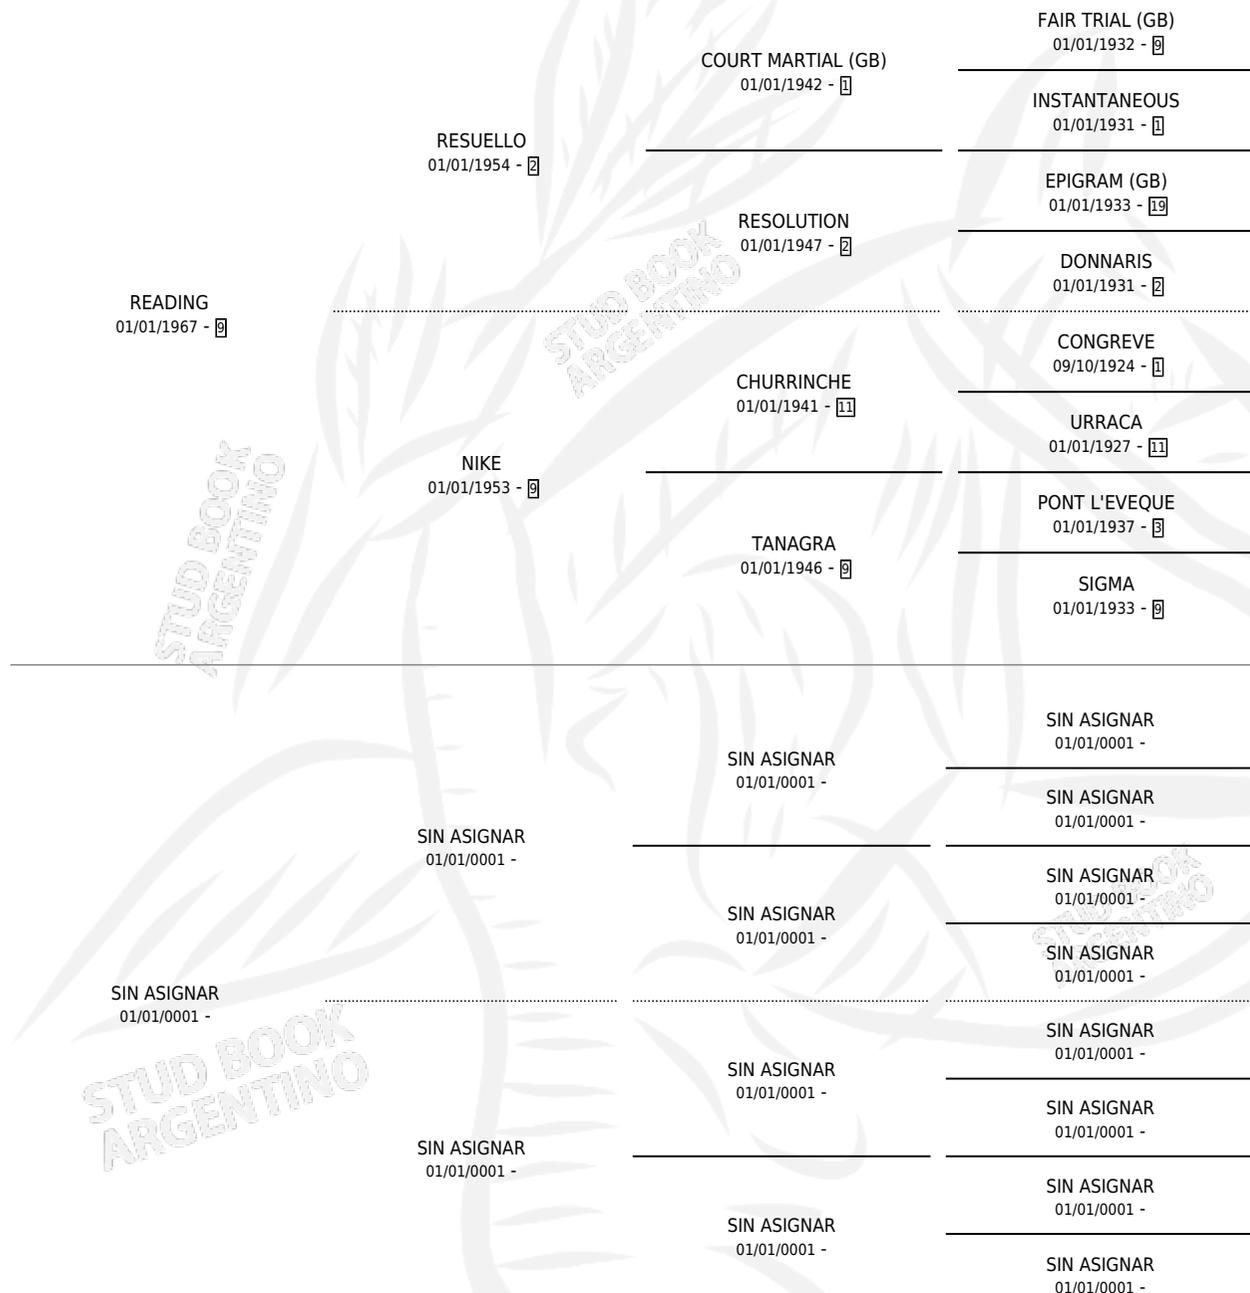 FAIR TRIAL (GB)
01/01/1932 - 9
COURT MARTIAL (GB)
01/01/1942 - 1
INSTANTANEOUS
01/01/1931 - 1
RESUELLO
01/01/1954 - 2
EPIGRAM (GB)
01/01/1933 - 19
RESOLUTION
01/01/1947 - 2
DONNARIS
01/01/1931 - 2
READING
01/01/1967 - 9
CONGREVE
09/10/1924 - 1
CHURRINCHE
01/01/1941 - 11
URRACA
01/01/1927 - 11
NIKE
01/01/1953 - 9
PONT L'EVEQUE
01/01/1937 - 3
TANAGRA
01/01/1946 - 9
SIGMA
01/01/1933 - 9
STUD BOOK
ARGENTINO
STUD BOOK
ARGENTINO
SIN ASIGNAR
01/01/0001 -
SIN ASIGNAR
01/01/0001 -
SIN ASIGNAR
01/01/0001 -
SIN ASIGNAR
01/01/0001 -
SIN ASIGNAR
01/01/0001 -
SIN ASIGNAR
01/01/0001 -
SIN ASIGNAR
01/01/0001 -
SIN ASIGNAR
01/01/0001 -
SIN ASIGNAR
01/01/0001 -
SIN ASIGNAR
01/01/0001 -
SIN ASIGNAR
01/01/0001 -
SIN ASIGNAR
01/01/0001 -
SIN ASIGNAR
01/01/0001 -
SIN ASIGNAR
01/01/0001 -
SIN ASIGNAR
01/01/0001 -
STUD BOOK
ARGENTINO
STUD BOOK
ARGENTINO